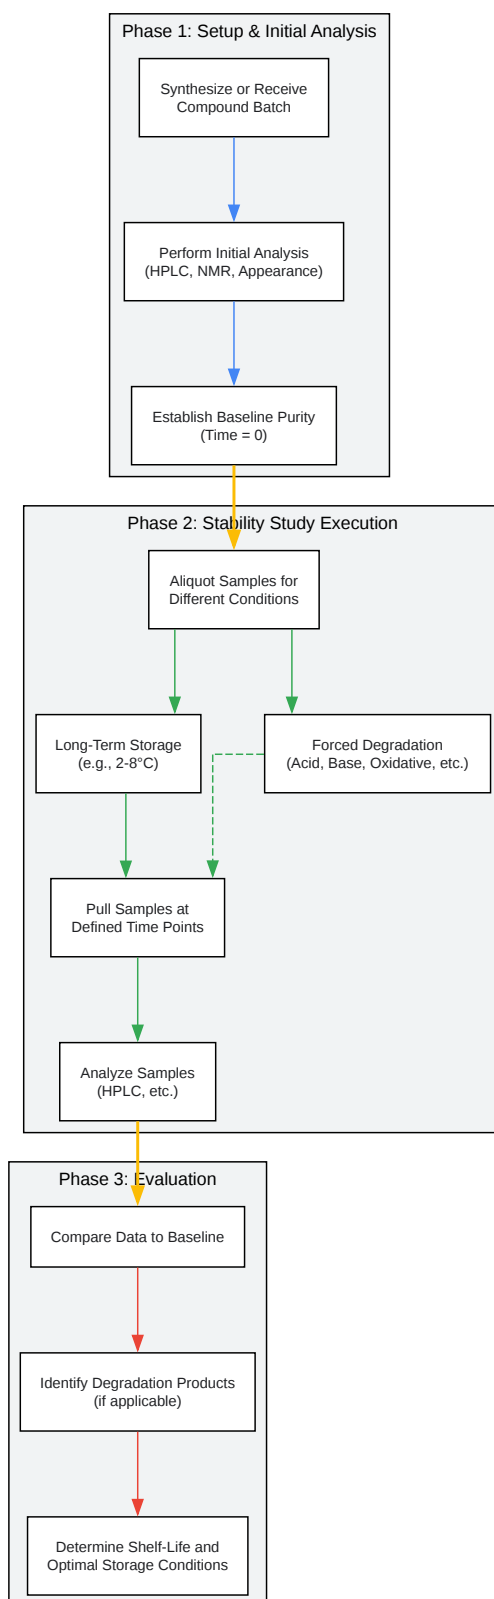 Phase 1: Setup & Initial Analysis
Synthesize or Receive
Compound Batch
Perform Initial Analysis
(HPLC, NMR, Appearance)
Establish Baseline Purity
(Time = 0)
Phase 2: Stability Study Execution
Aliquot Samples for
Different Conditions
Long-Term Storage
(e.g., 2-8°C)
Forced Degradation
(Acid, Base, Oxidative, etc.)
Pull Samples at
Defined Time Points
Analyze Samples
(HPLC, etc.)
Phase 3: Evaluation
Compare Data to Baseline
Identify Degradation Products
(if applicable)
Determine Shelf-Life and
Optimal Storage Conditions